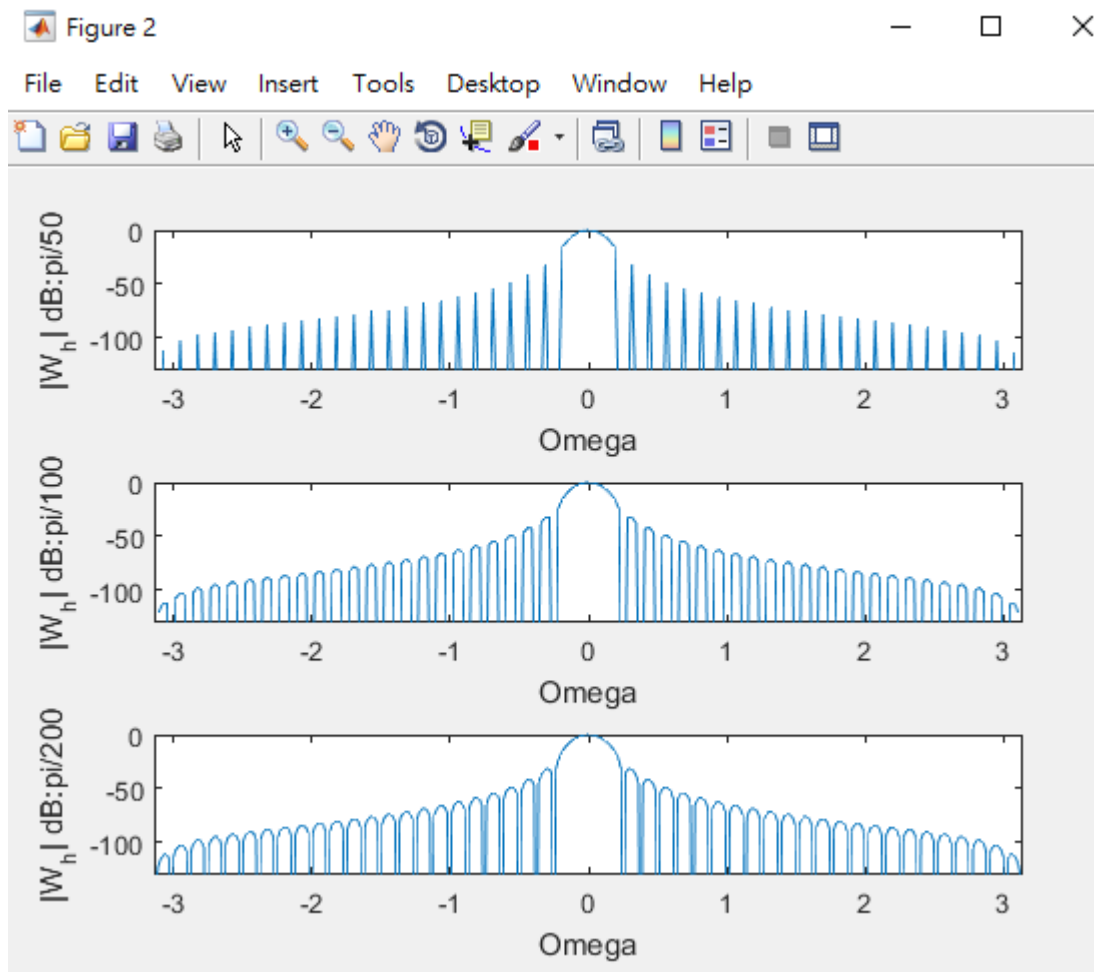 Figure 2
File Edit View Insert Tools Desktop Window Help
|W_h| dB:pi/50
0
-50
-100
-3 -2 -1 0 1 2 3
Omega
|W_h| dB:pi/100
0
-50
-100
-3 -2 -1 0 1 2 3
Omega
|W_h| dB:pi/200
0
-50
-100
-3 -2 -1 0 1 2 3
Omega